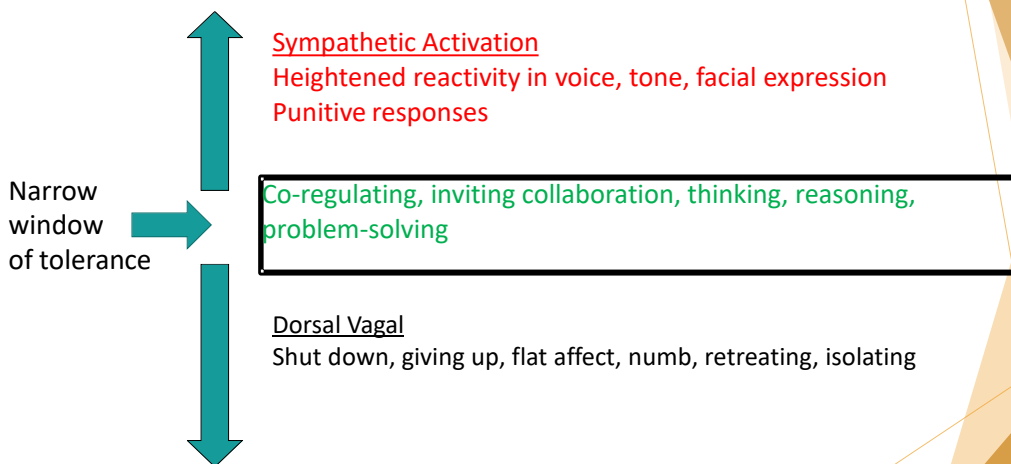 Sympathetic Activation
Heightened reactivity in voice, tone, facial expression
Punitive responses
Narrow
window
of tolerance
Co-regulating, inviting collaboration, thinking, reasoning,
problem-solving
Dorsal Vagal
Shut down, giving up, flat affect, numb, retreating, isolating